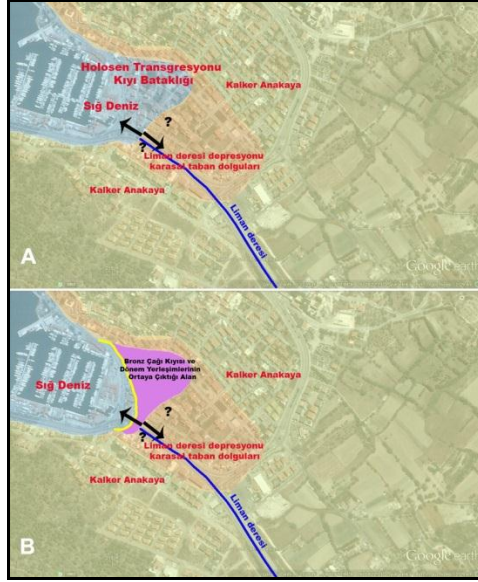 Holosen Transgresyonu
Kıyı Bataklığı
Kalker Anakaya
Sığ Deniz
?
?
Liman deresi depresyonu
karasal taban dolguları
Kalker Anakaya
Liman deresi
A
Google earth
Bronz Çağı Kıyısı ve
Dönem Yerleşimlerinin
Ortaya Çıktığı Alan
Kalker Anakaya
Sığ Deniz
?
?
Liman deresi depresyonu
karasal taban dolguları
Kalker Anakaya
Liman deresi
B
Google earth